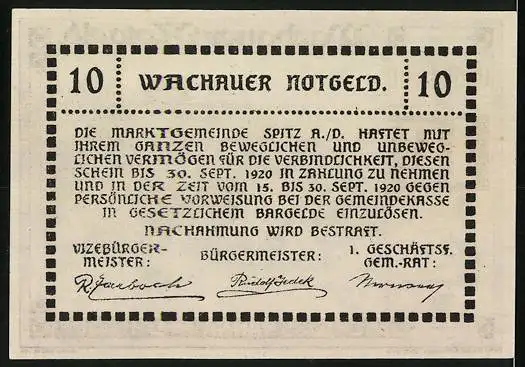 10 WACHAUER NOTGELD. 10
DIE MARKTGEMEINDE SPITZ A./D. HAFTET MIT
IHREM GANZEN BEWEGLICHEN UND UNBEWEG-
LICHEN VERMÖGEN FÜR DIE VERBINDLICHKEIT, DIESEN
SCHEIN BIS 30. SEPT. 1920 IN ZAHLUNG ZU NEHMEN
UND IN DER ZEIT VOM 15. BIS 30. SEPT. 1920 GEGEN
PERSÖNLICHE VORWEISUNG BEI DER GEMEINDEKASSE
IN GESETZLICHEM BARGELDE EINZULÖSEN.
NACHAHMUNG WIRD BESTRAFT.
VIZEBÜRGER-
MEISTER:
BÜRGERMEISTER:
1. GESCHÄFTSF.
GEM.-RAT: